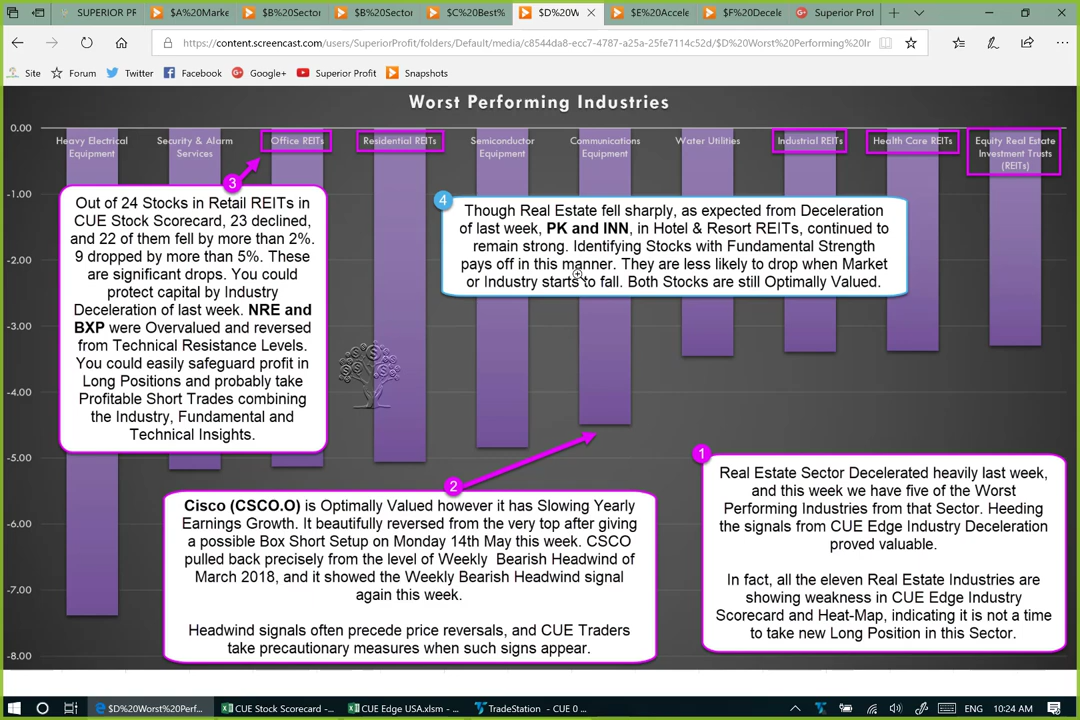 SUPERIOR PR
$A%20Marke
$B%20Sector
$B%20Sector
$C%20Best%
$D%20W
$E%20Accele
$F%20Decele
Superior Prof
https://content.screencast.com/users/SuperiorProfit/folders/Default/media/c8544da8-ecc7-4787-a25a-25fe7114c52d/$D%20Worst%20Performing%20Ir
Site
Forum
Twitter
Facebook
Google+
Superior Profit
Snapshots
Worst Performing Industries
0.00
-1.00
-2.00
-3.00
-4.00
-5.00
-6.00
-7.00
-8.00
Heavy Electrical
Equipment
Security & Alarm
Services
Office REITs
Residential REITs
Semiconductor
Equipment
Communications
Equipment
Water Utilities
Industrial REITs
Health Care REITs
Equity Real Estate
Investment Trusts
(REITs)
3
Out of 24 Stocks in Retail REITs in
CUE Stock Scorecard, 23 declined,
and 22 of them fell by more than 2%.
9 dropped by more than 5%. These
are significant drops. You could
protect capital by Industry
Deceleration of last week. NRE and
BXP were Overvalued and reversed
from Technical Resistance Levels.
You could easily safeguard profit in
Long Positions and probably take
Profitable Short Trades combining
the Industry, Fundamental and
Technical Insights.
4
Though Real Estate fell sharply, as expected from Deceleration
of last week, PK and INN, in Hotel & Resort REITs, continued to
remain strong. Identifying Stocks with Fundamental Strength
pays off in this manner. They are less likely to drop when Market
or Industry starts to fall. Both Stocks are still Optimally Valued.
2
Cisco (CSCO.O) is Optimally Valued however it has Slowing Yearly
Earnings Growth. It beautifully reversed from the very top after giving
a possible Box Short Setup on Monday 14th May this week. CSCO
pulled back precisely from the level of Weekly Bearish Headwind of
March 2018, and it showed the Weekly Bearish Headwind signal
again this week.
Headwind signals often precede price reversals, and CUE Traders
take precautionary measures when such signs appear.
1
Real Estate Sector Decelerated heavily last week,
and this week we have five of the Worst
Performing Industries from that Sector. Heeding
the signals from CUE Edge Industry Deceleration
proved valuable.
In fact, all the eleven Real Estate Industries are
showing weakness in CUE Edge Industry
Scorecard and Heat-Map, indicating it is not a time
to take new Long Position in this Sector.
$D%20Worst%20Perf...
CUE Stock Scorecard -...
CUE Edge USA.xlsm - ...
TradeStation - CUE 0 ...
ENG
10:24 AM